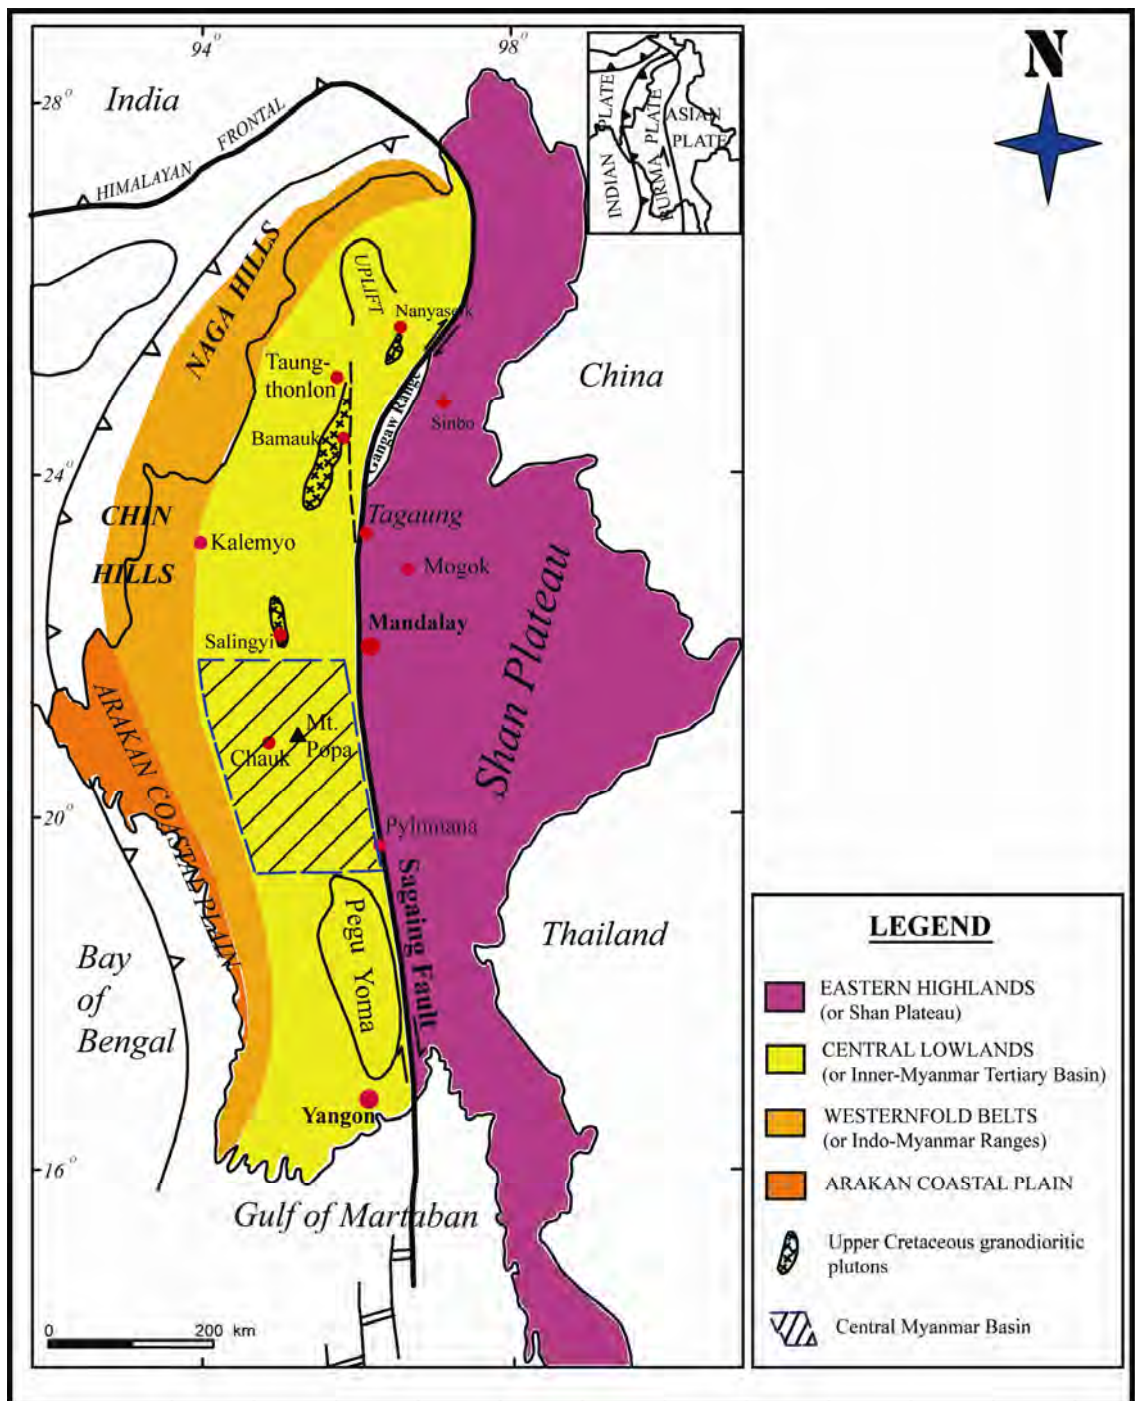 94°
98°
28°
India
HIMALAYAN FRONTAL
INDIAN PLATE
BURMA PLATE
ASIAN
PLATE
N
NAGA HILLS
UPLIFT
Nanyaseik
Taung-
thonlon
China
Bamauk
Gangaw Range
Sinbo
24°
CHIN
HILLS
Tagaung
Kalemyo
Mogok
Mandalay
Salingyi
Shan Plateau
ARAKAN COASTAL PLAIN
Mt.
Popa
Chauk
20°
Pyinmana
Sagaing Fault
Pegu Yoma
Thailand
Bay
of
Bengal
Yangon
16°
Gulf of Martaban
0 200 km
LEGEND
EASTERN HIGHLANDS
(or Shan Plateau)
CENTRAL LOWLANDS
(or Inner-Myanmar Tertiary Basin)
WESTERNFOLD BELTS
(or Indo-Myanmar Ranges)
ARAKAN COASTAL PLAIN
Upper Cretaceous granodioritic
plutons
Central Myanmar Basin